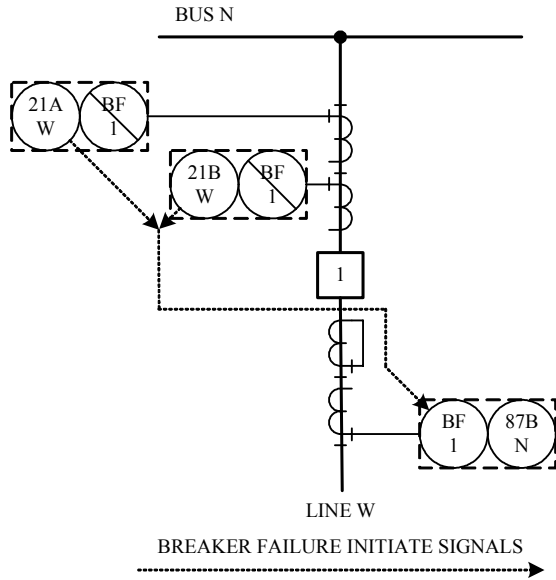 BUS N
21A
W
BF
1
21B
W
BF
1
1
BF
1
87B
N
LINE W
BREAKER FAILURE INITIATE SIGNALS